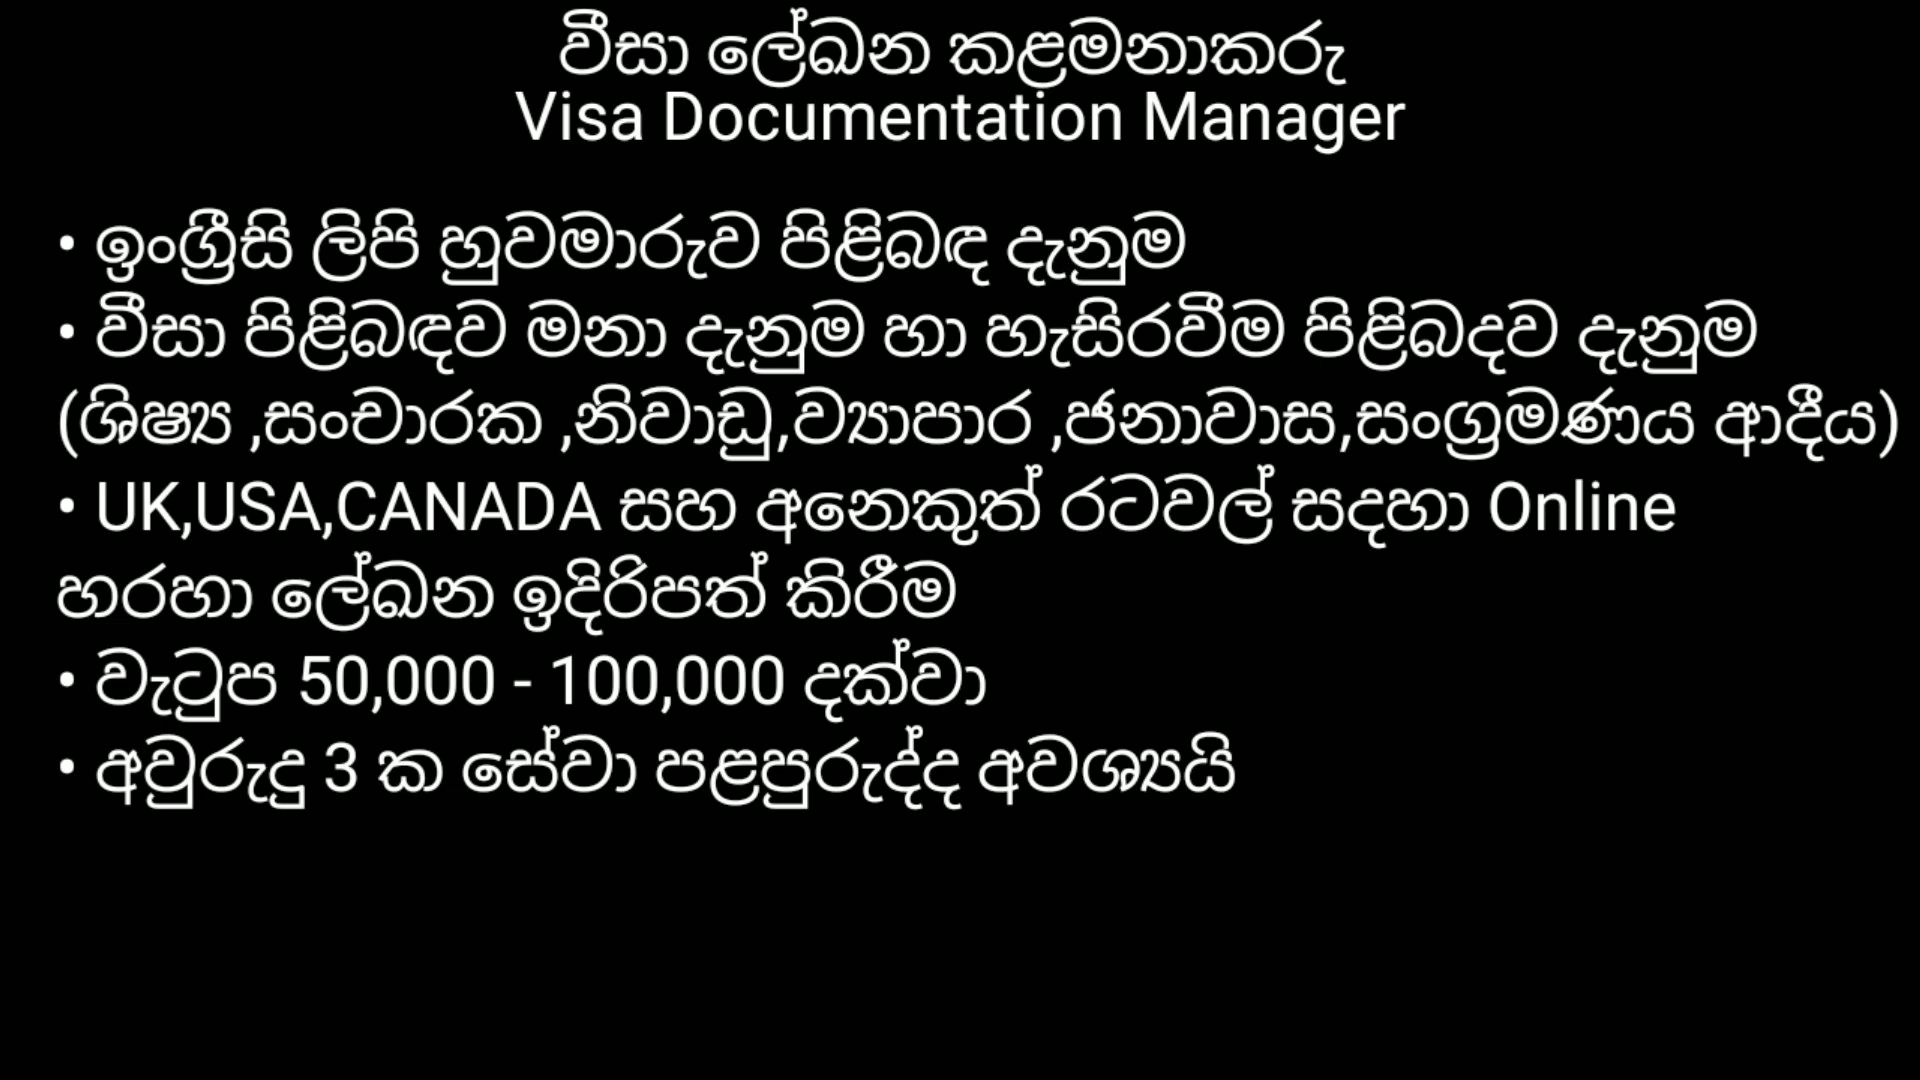 වීසා ලේඛන කළමනාකරු
Visa Documentation Manager
• ඉංග්‍රීසි ලිපි හුවමාරුව පිළිබඳ දැනුම
• වීසා පිළිබඳව මනා දැනුම හා හැසිරවීම පිළිබදව දැනුම
(ශිෂ්‍ය ,සංචාරක ,නිවාඩු,ව්‍යාපාර ,ජනාවාස,සංග්‍රමණය ආදීය)
• UK,USA,CANADA සහ අනෙකුත් රටවල් සදහා Online
හරහා ලේඛන ඉදිරිපත් කිරීම
• වැටුප 50,000 - 100,000 දක්වා
• අවුරුදු 3 ක සේවා පළපුරුද්ද අවශ්‍යයි